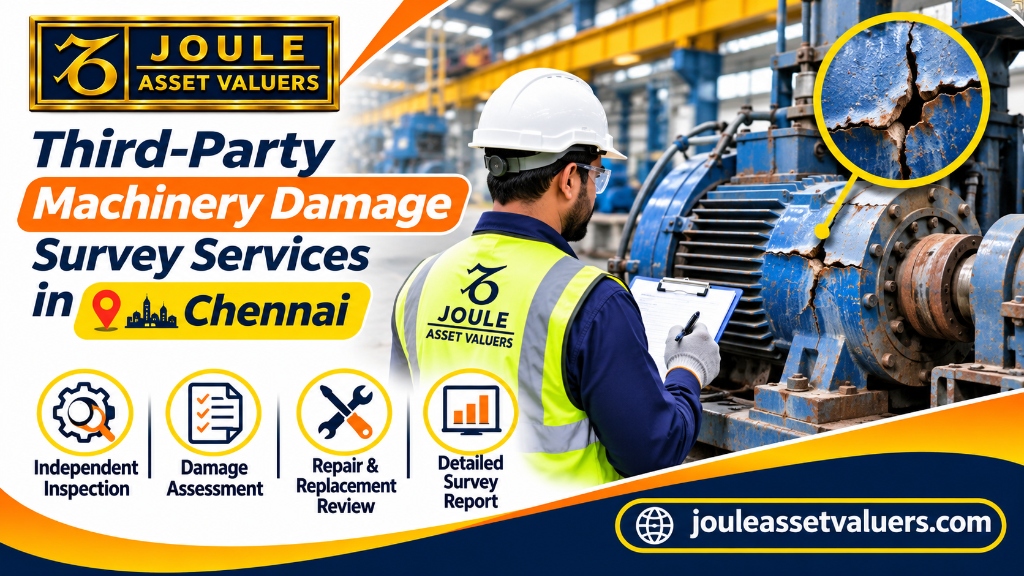 JOULE
ASSET VALUERS
Third-Party
Machinery Damage
Survey Services
in Chennai
JOULE
ASSET VALUERS
Independent
Inspection
Damage
Assessment
Repair &
Replacement
Review
Detailed
Survey
Report
jouleassetvaluers.com